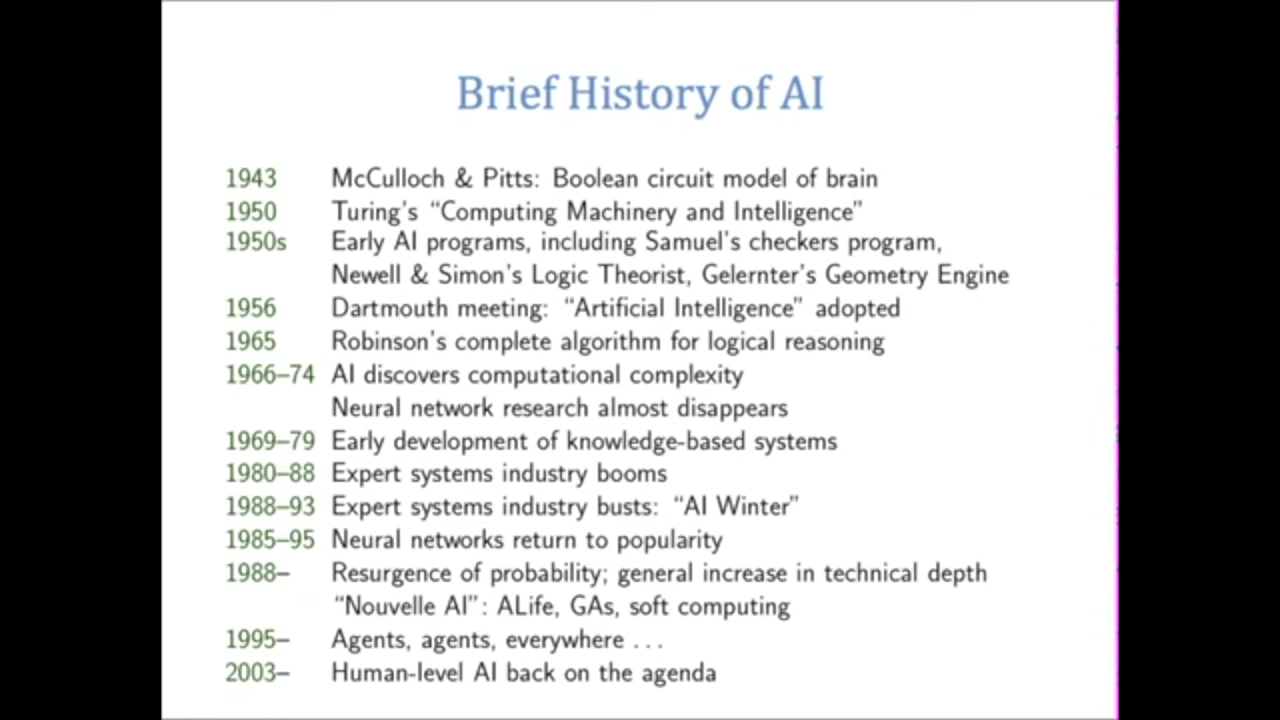 Brief History of AI
1943 McCulloch & Pitts: Boolean circuit model of brain
1950 Turing's “Computing Machinery and Intelligence”
1950s Early AI programs, including Samuel's checkers program,
Newell & Simon's Logic Theorist, Gelernter's Geometry Engine
1956 Dartmouth meeting: “Artificial Intelligence” adopted
1965 Robinson's complete algorithm for logical reasoning
1966–74 AI discovers computational complexity
Neural network research almost disappears
1969–79 Early development of knowledge-based systems
1980–88 Expert systems industry booms
1988–93 Expert systems industry busts: “AI Winter”
1985–95 Neural networks return to popularity
1988– Resurgence of probability; general increase in technical depth
“Nouvelle AI”: ALife, GAs, soft computing
1995– Agents, agents, everywhere . . .
2003– Human-level AI back on the agenda